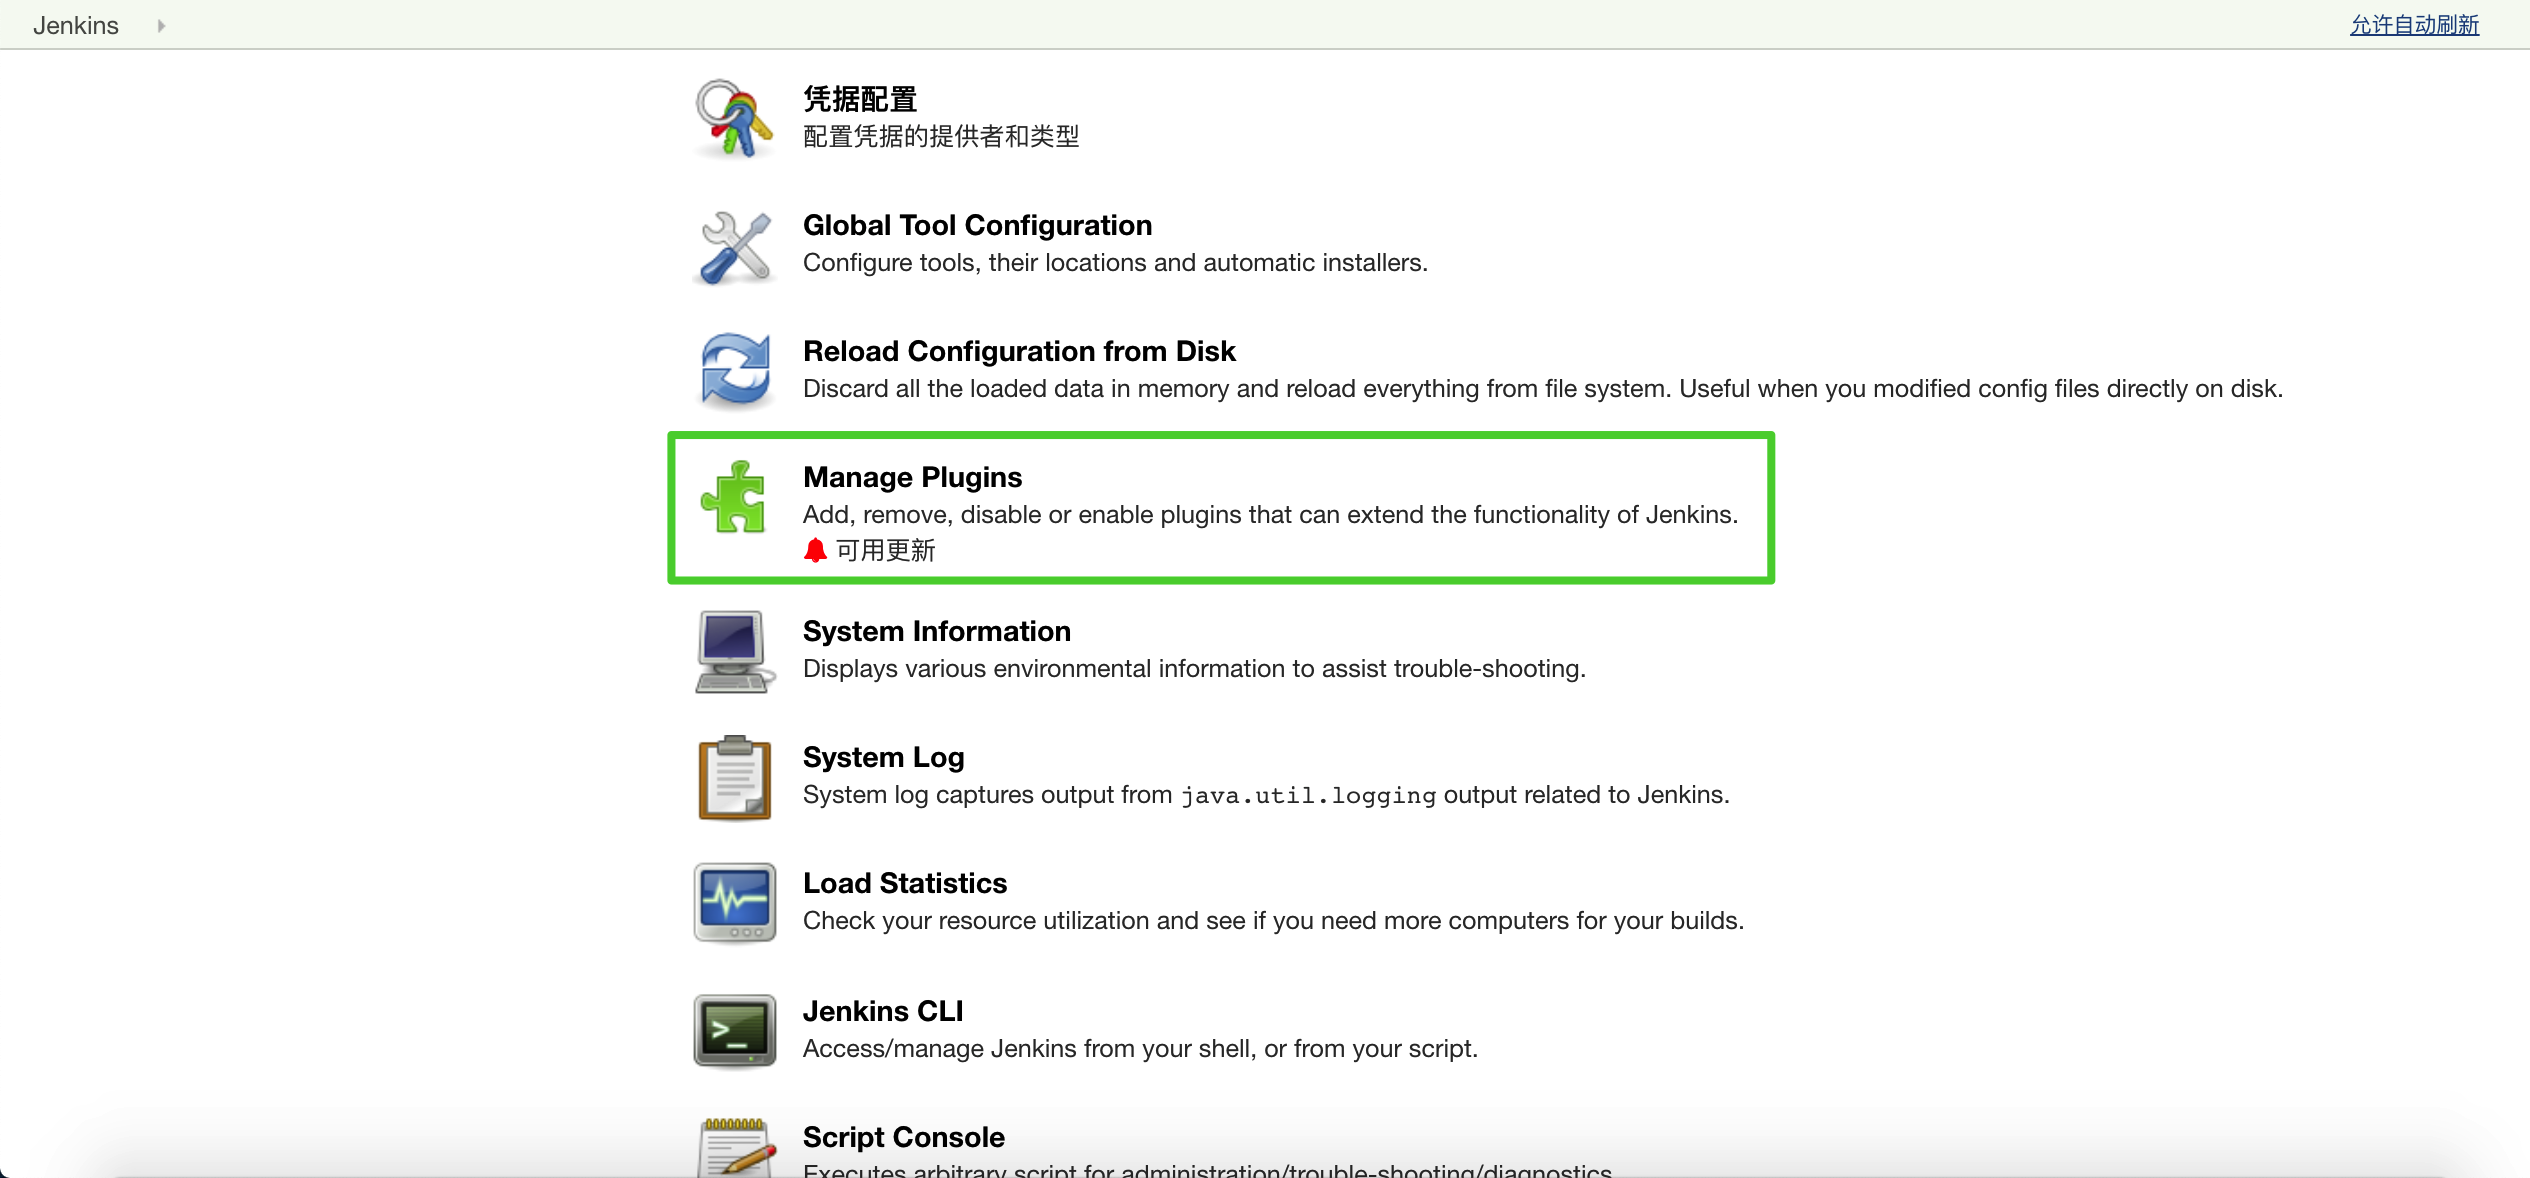 Jenkins
允许自动刷新
凭据配置
配置凭据的提供者和类型
Global Tool Configuration
Configure tools, their locations and automatic installers.
Reload Configuration from Disk
Discard all the loaded data in memory and reload everything from file system. Useful when you modified config files directly on disk.
Manage Plugins
Add, remove, disable or enable plugins that can extend the functionality of Jenkins.
可用更新
System Information
Displays various environmental information to assist trouble-shooting.
System Log
System log captures output from java.util.logging output related to Jenkins.
Load Statistics
Check your resource utilization and see if you need more computers for your builds.
Jenkins CLI
Access/manage Jenkins from your shell, or from your script.
>_
Script Console
Executes arbitrary script for administration/trouble-shooting/diagnostics.